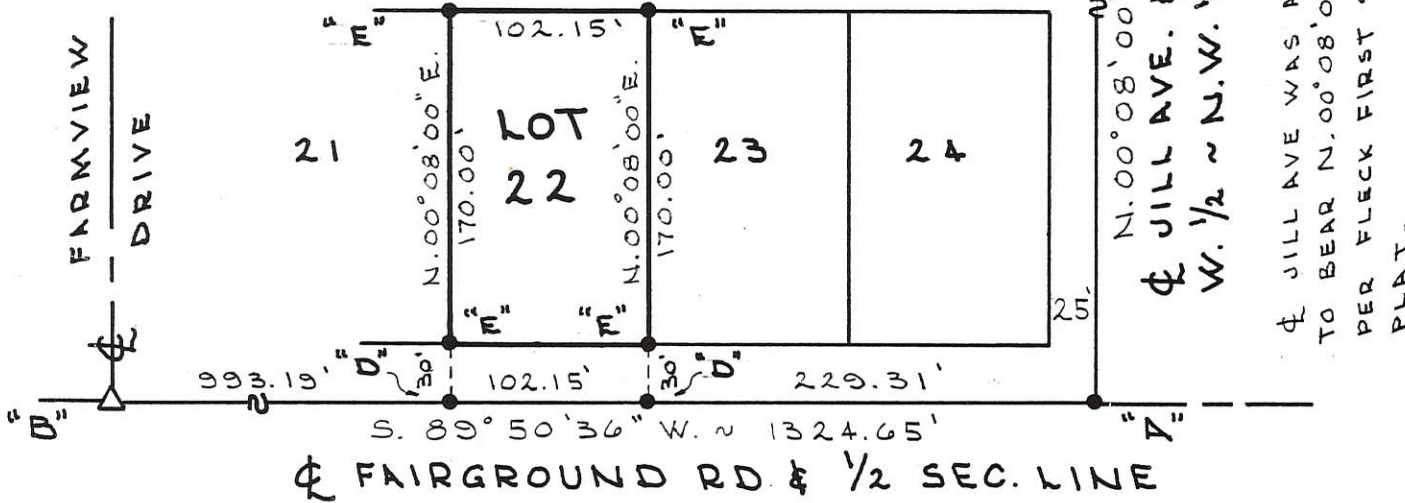 FARMVIEW
DRIVE
"E"
102.15'
"E"
21
N. 00°08'00"E.
170.00'
LOT
22
N. 00°08'00"E.
170.00'
23
24
N. 00°08'00
℄ JILL AVE. &
W. 1/2 ~ N.W.
℄ JILL AVE WAS
TO BEAR N. 00°08'0
PER FLECK FIRST
PLAT.
"E"
"E"
25'
℄
993.19'
"D"
30'
102.15'
30'
"D"
229.31'
"B"
S. 89°50'36" W. ~ 1324.65'
"A"
℄ FAIRGROUND RD & 1/2 SEC. LINE